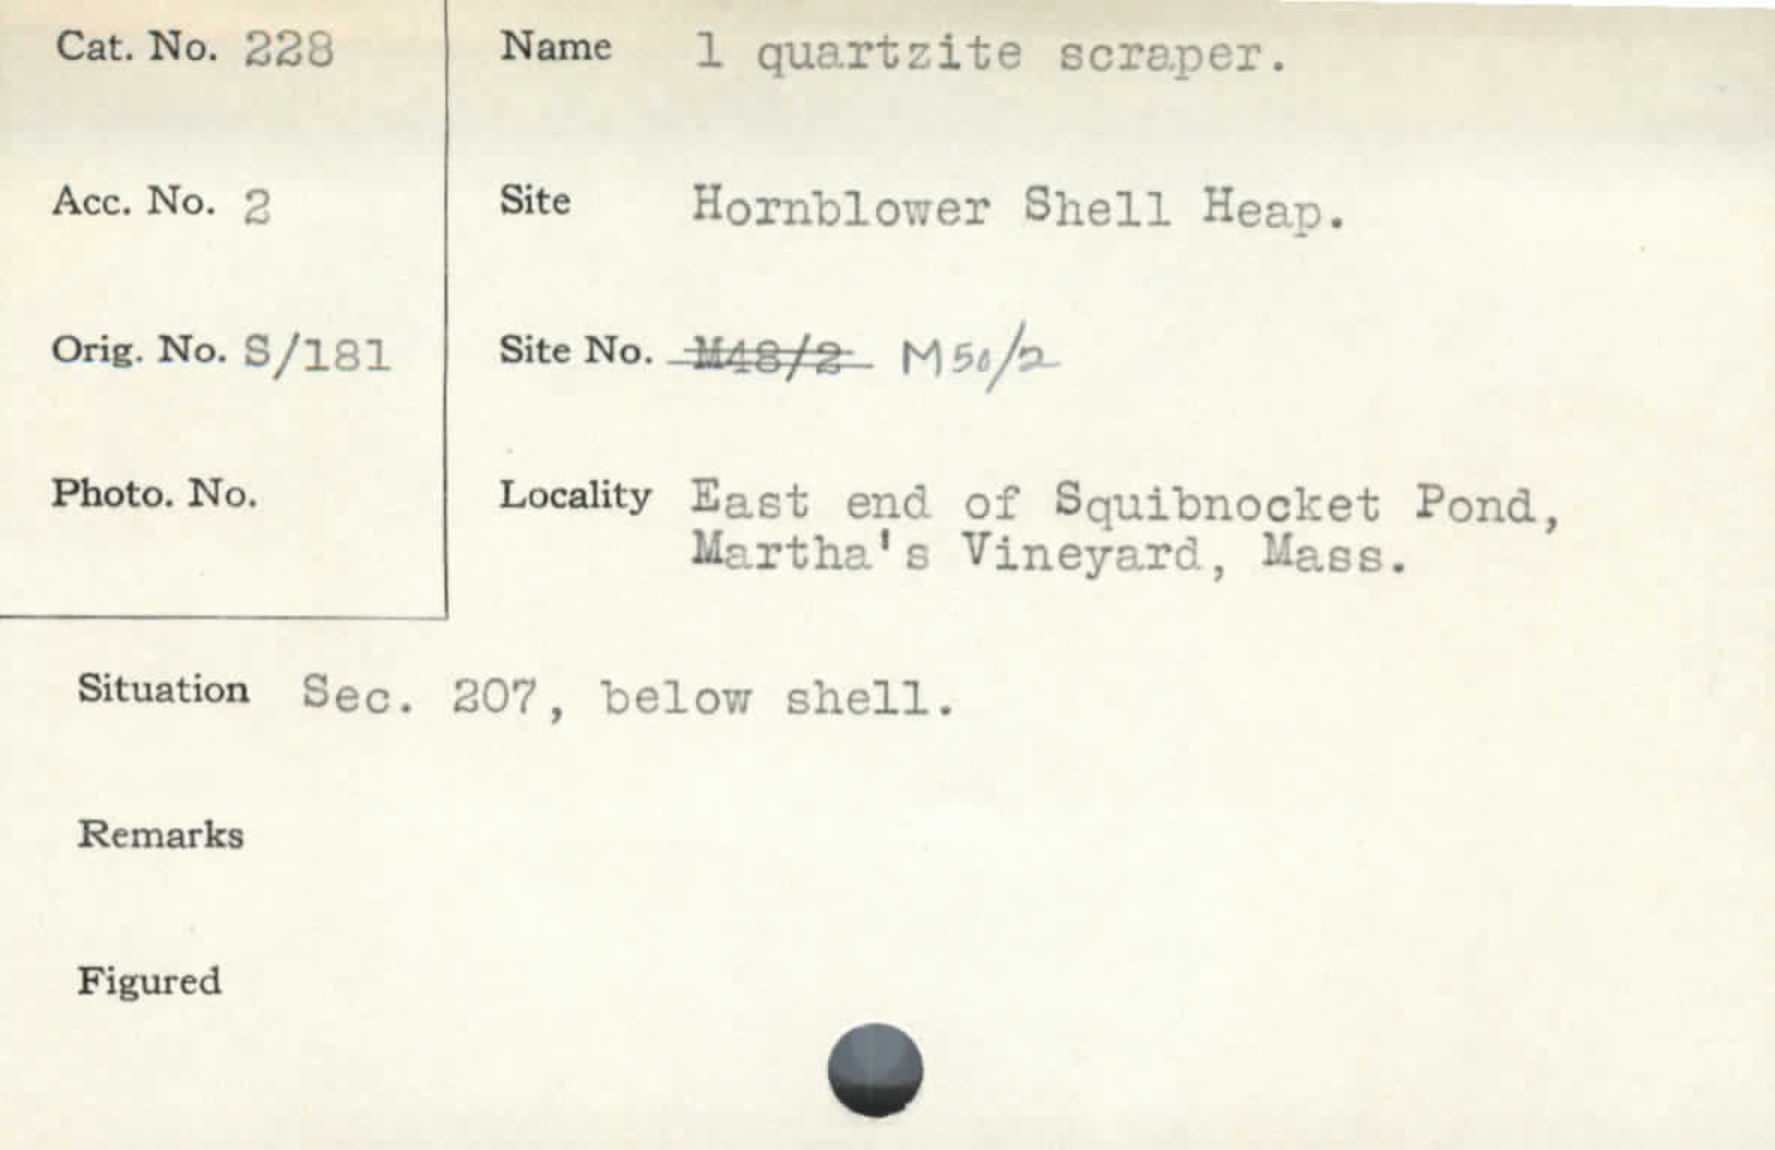 Cat. No. 228
Name 1 quartzite scraper.
Acc. No. 2
Site Hornblower Shell Heap.
Orig. No. S/181
Site No. M48/2 M50/2
Photo. No.
Locality East end of Squibnocket Pond,
Martha's Vineyard, Mass.
Situation Sec. 207, below shell.
Remarks
Figured